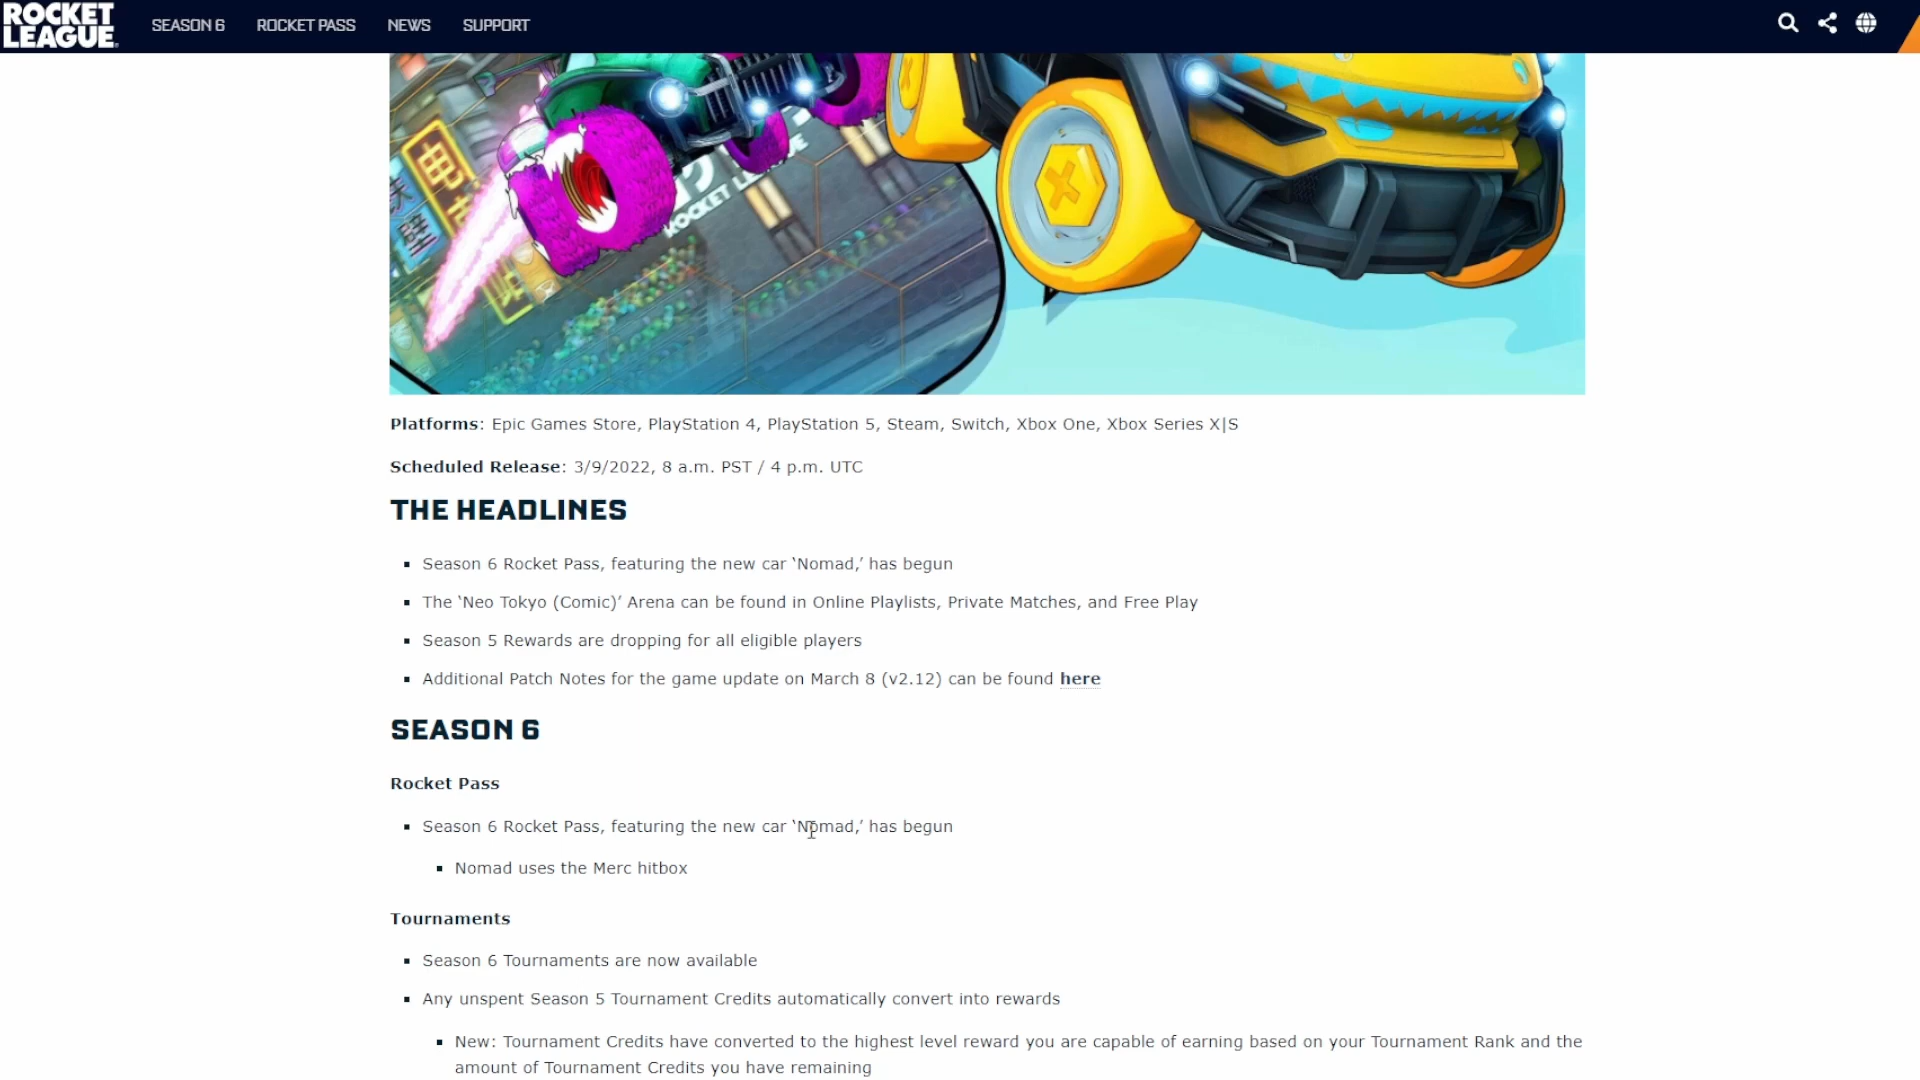 ROCKET
LEAGUE
SEASON 6 ROCKET PASS NEWS SUPPORT
ROCKET LEAGUE
Platforms: Epic Games Store, PlayStation 4, PlayStation 5, Steam, Switch, Xbox One, Xbox Series X|S
Scheduled Release: 3/9/2022, 8 a.m. PST / 4 p.m. UTC
THE HEADLINES
Season 6 Rocket Pass, featuring the new car ‘Nomad,’ has begun
The ‘Neo Tokyo (Comic)’ Arena can be found in Online Playlists, Private Matches, and Free Play
Season 5 Rewards are dropping for all eligible players
Additional Patch Notes for the game update on March 8 (v2.12) can be found here
SEASON 6
Rocket Pass
Season 6 Rocket Pass, featuring the new car ‘Nomad,’ has begun
Nomad uses the Merc hitbox
Tournaments
Season 6 Tournaments are now available
Any unspent Season 5 Tournament Credits automatically convert into rewards
New: Tournament Credits have converted to the highest level reward you are capable of earning based on your Tournament Rank and the
amount of Tournament Credits you have remaining